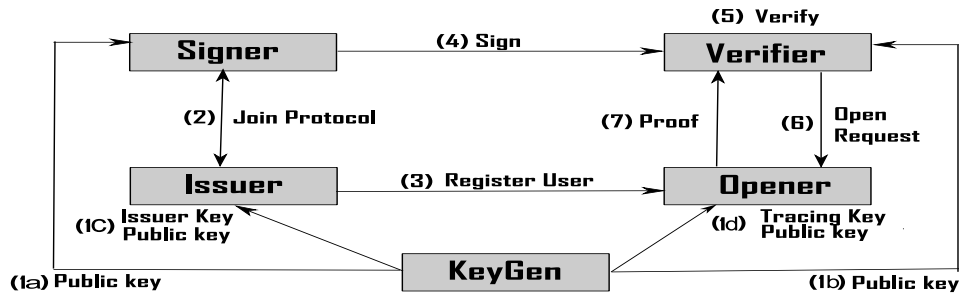 (5) Verify
Signer
(4) Sign
Verifier
(2) Join Protocol
(7) Proof
(6) Open
Request
Issuer
(3) Register User
Opener
(1C) Issuer Key
Public key
(1d) Tracing Key
Public key
KeyGen
(1a) Public key
(1b) Public key